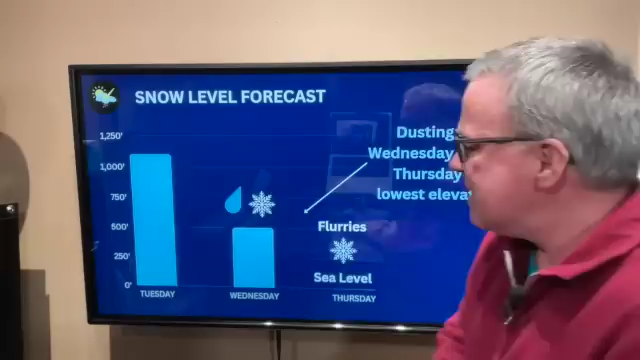 SNOW LEVEL FORECAST
1,250'
1,000'
750'
500'
250'
0'
Dusting
Wednesday
Thursday
lowest
Flurries
Sea Level
TUESDAY
WEDNESDAY
THURSDAY